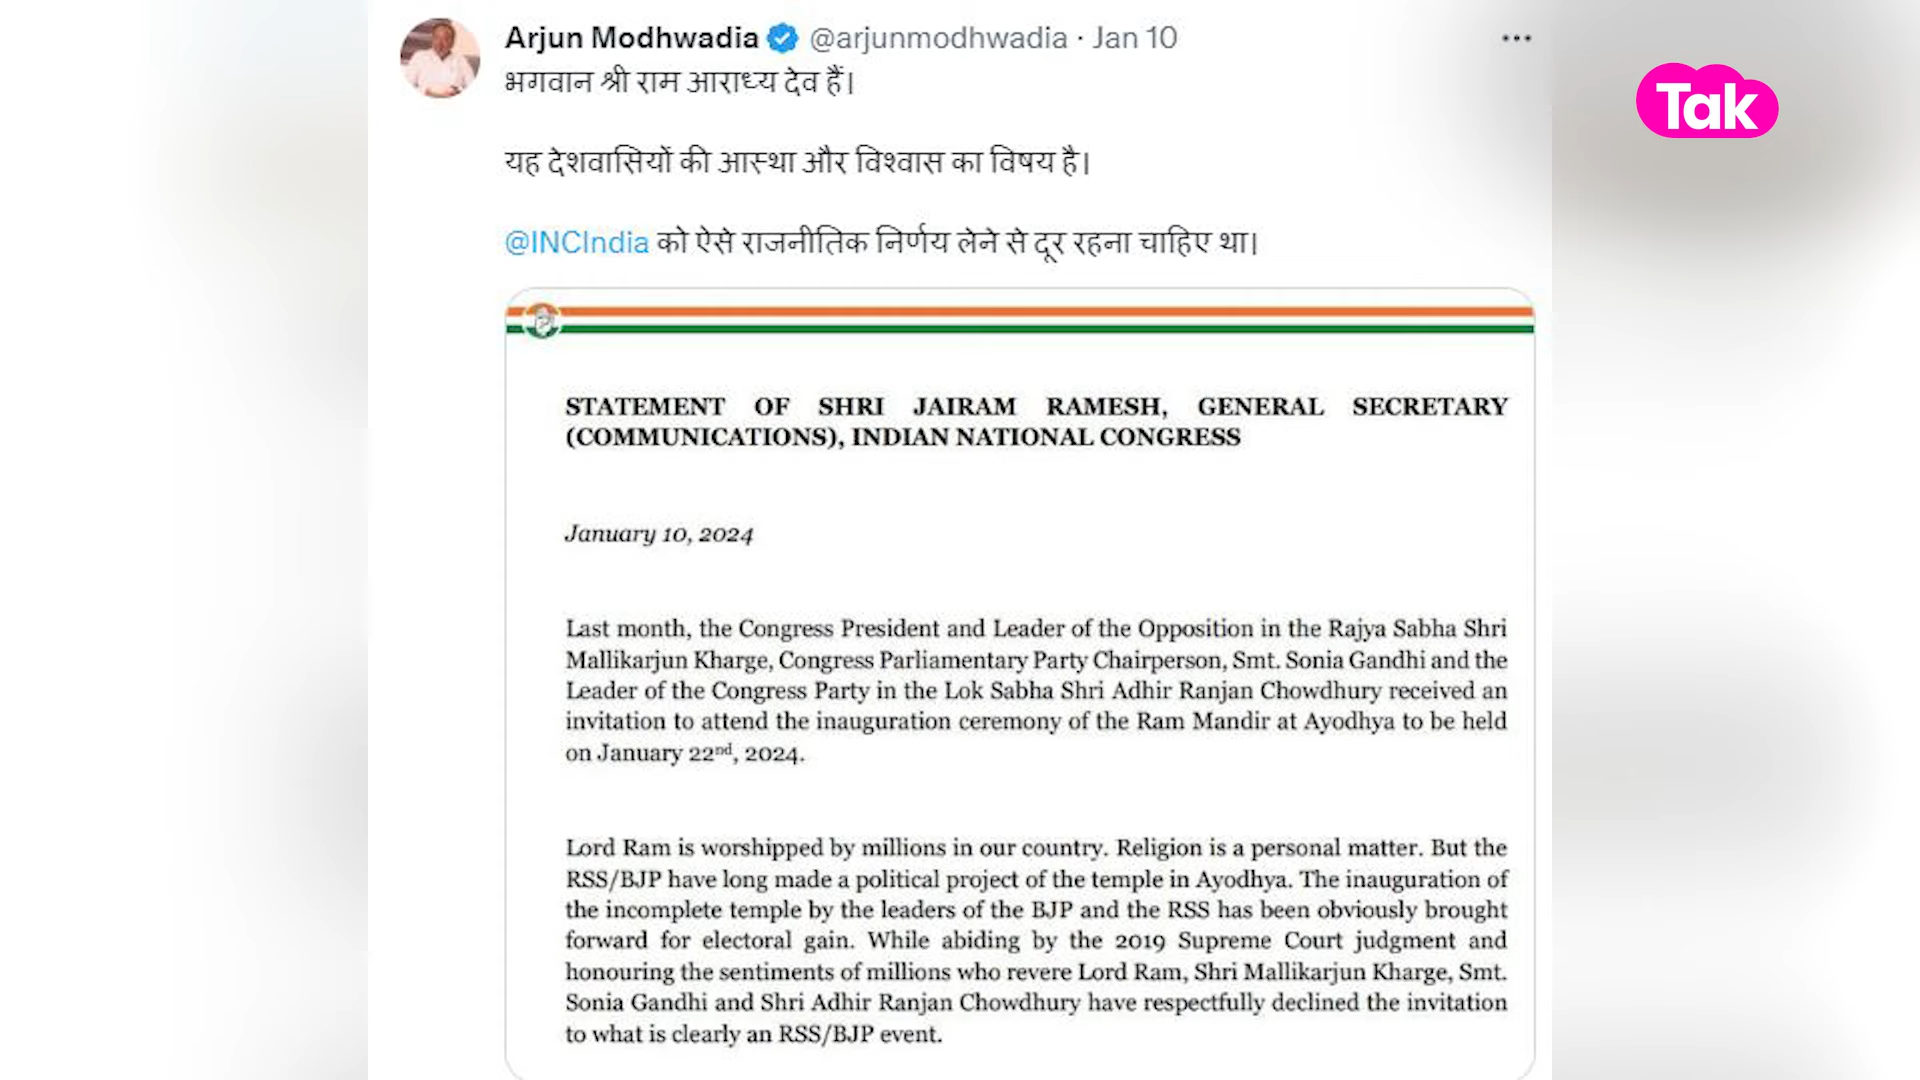 Arjun Modhwadia @arjunmodhwadia · Jan 10
भगवान श्री राम आराध्य देव हैं।
यह देशवासियों की आस्था और विश्वास का विषय है।
@INCIndia को ऐसे राजनीतिक निर्णय लेने से दूर रहना चाहिए था।
Tak
STATEMENT OF SHRI JAIRAM RAMESH, GENERAL SECRETARY
(COMMUNICATIONS), INDIAN NATIONAL CONGRESS
January 10, 2024
Last month, the Congress President and Leader of the Opposition in the Rajya Sabha Shri
Mallikarjun Kharge, Congress Parliamentary Party Chairperson, Smt. Sonia Gandhi and the
Leader of the Congress Party in the Lok Sabha Shri Adhir Ranjan Chowdhury received an
invitation to attend the inauguration ceremony of the Ram Mandir at Ayodhya to be held
on January 22nd, 2024.
Lord Ram is worshipped by millions in our country. Religion is a personal matter. But the
RSS/BJP have long made a political project of the temple in Ayodhya. The inauguration of
the incomplete temple by the leaders of the BJP and the RSS has been obviously brought
forward for electoral gain. While abiding by the 2019 Supreme Court judgment and
honouring the sentiments of millions who revere Lord Ram, Shri Mallikarjun Kharge, Smt.
Sonia Gandhi and Shri Adhir Ranjan Chowdhury have respectfully declined the invitation
to what is clearly an RSS/BJP event.